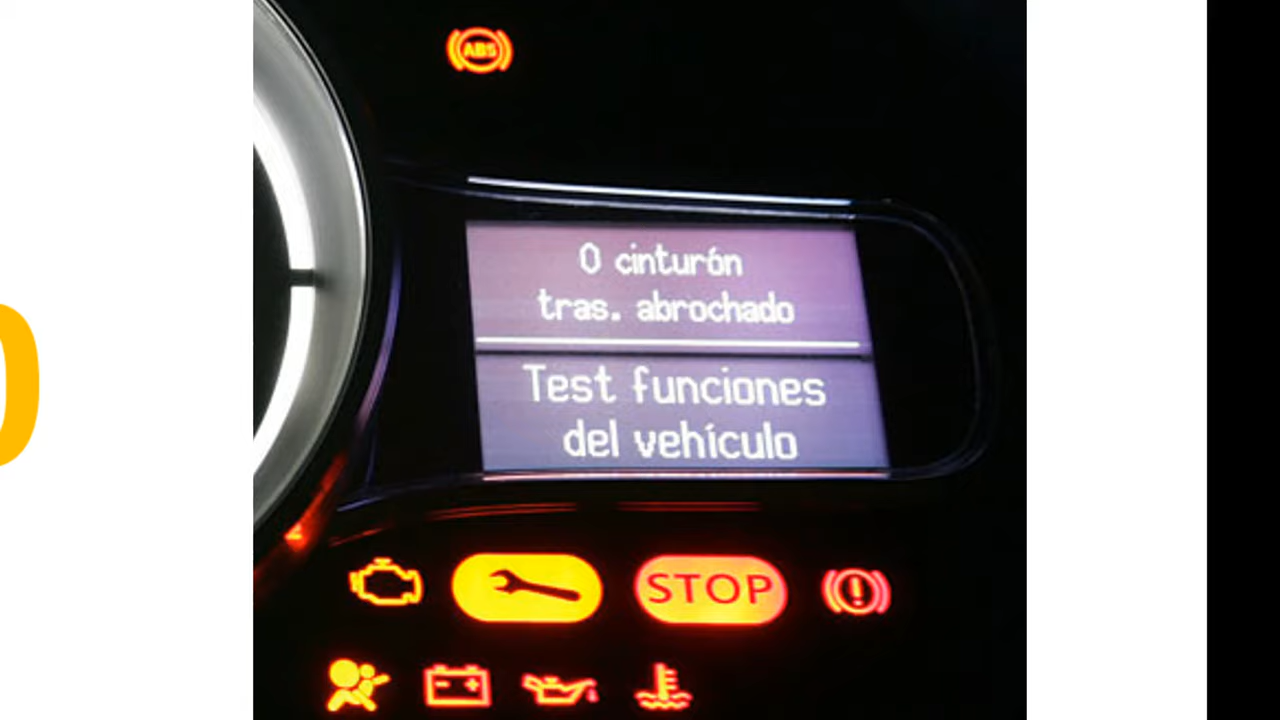 ABS
0 cinturón
tras. abrochado
Test funciones
del vehículo
STOP